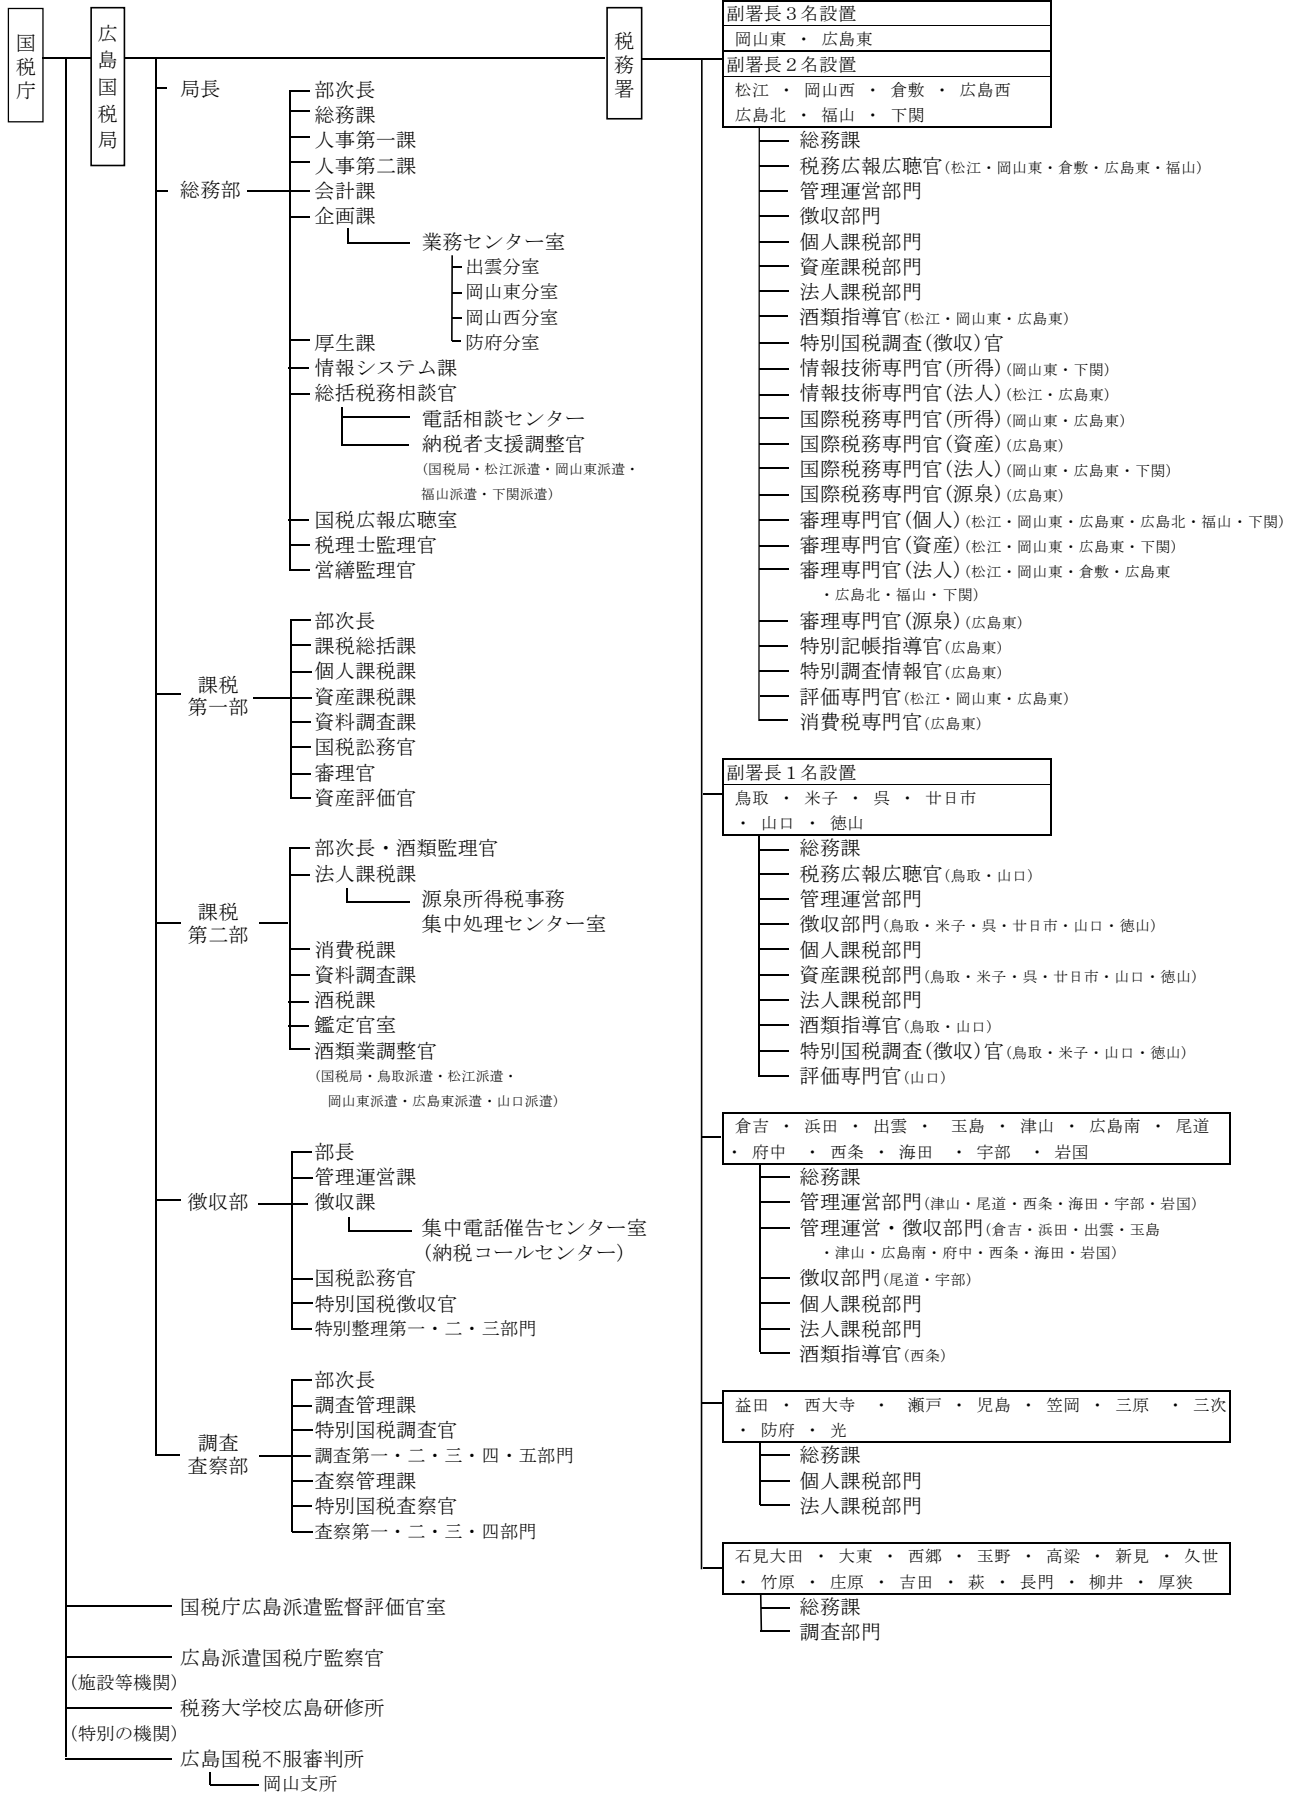 国税庁
広島国税局
局長
総務部
部次長
総務課
人事第一課
人事第二課
会計課
企画課
業務センター室
出雲分室
岡山東分室
岡山西分室
防府分室
厚生課
情報システム課
総括税務相談官
電話相談センター
納税者支援調整官
(国税局・松江派遣・岡山東派遣・
福山派遣・下関派遣)
国税広報広聴室
税理士監理官
営繕監理官
課税
第一部
部次長
課税総括課
個人課税課
資産課税課
資料調査課
国税訟務官
審理官
資産評価官
課税
第二部
部次長・酒類監理官
法人課税課
源泉所得税事務
集中処理センター室
消費税課
資料調査課
酒税課
鑑定官室
酒類業調整官
(国税局・鳥取派遣・松江派遣・
岡山東派遣・広島東派遣・山口派遣)
徴収部
部長
管理運営課
徴収課
集中電話催告センター室
(納税コールセンター)
国税訟務官
特別国税徴収官
特別整理第一・二・三部門
調査
査察部
部次長
調査管理課
特別国税調査官
調査第一・二・三・四・五部門
査察管理課
特別国税査察官
査察第一・二・三・四部門
国税庁広島派遣監督評価官室
広島派遣国税庁監察官
(施設等機関)
税務大学校広島研修所
(特別の機関)
広島国税不服審判所
岡山支所
税務署
副署長3名設置
岡山東 ・ 広島東
副署長2名設置
松江 ・ 岡山西 ・ 倉敷 ・ 広島西
広島北 ・ 福山 ・ 下関
総務課
税務広報広聴官(松江・岡山東・倉敷・広島東・福山)
管理運営部門
徴収部門
個人課税部門
資産課税部門
法人課税部門
酒類指導官(松江・岡山東・広島東)
特別国税調査(徴収)官
情報技術専門官(所得)(岡山東・下関)
情報技術専門官(法人)(松江・広島東)
国際税務専門官(所得)(岡山東・広島東)
国際税務専門官(資産)(広島東)
国際税務専門官(法人)(岡山東・広島東・下関)
国際税務専門官(源泉)(広島東)
審理専門官(個人)(松江・岡山東・広島東・広島北・福山・下関)
審理専門官(資産)(松江・岡山東・広島東・下関)
審理専門官(法人)(松江・岡山東・倉敷・広島東
・広島北・福山・下関)
審理専門官(源泉)(広島東)
特別記帳指導官(広島東)
特別調査情報官(広島東)
評価専門官(松江・岡山東・広島東)
消費税専門官(広島東)
副署長1名設置
鳥取 ・ 米子 ・ 呉 ・ 廿日市
・ 山口 ・ 徳山
総務課
税務広報広聴官(鳥取・山口)
管理運営部門
徴収部門(鳥取・米子・呉・廿日市・山口・徳山)
個人課税部門
資産課税部門(鳥取・米子・呉・廿日市・山口・徳山)
法人課税部門
酒類指導官(鳥取・山口)
特別国税調査(徴収)官(鳥取・米子・山口・徳山)
評価専門官(山口)
倉吉 ・ 浜田 ・ 出雲 ・ 玉島 ・ 津山 ・ 広島南 ・ 尾道
・ 府中 ・ 西条 ・ 海田 ・ 宇部 ・ 岩国
総務課
管理運営部門(津山・尾道・西条・海田・宇部・岩国)
管理運営・徴収部門(倉吉・浜田・出雲・玉島
・津山・広島南・府中・西条・海田・岩国)
徴収部門(尾道・宇部)
個人課税部門
法人課税部門
酒類指導官(西条)
益田 ・ 西大寺 ・ 瀬戸 ・ 児島 ・ 笠岡 ・ 三原 ・ 三次
・ 防府 ・ 光
総務課
個人課税部門
法人課税部門
石見大田 ・ 大東 ・ 西郷 ・ 玉野 ・ 高梁 ・ 新見 ・ 久世
・ 竹原 ・ 庄原 ・ 吉田 ・ 萩 ・ 長門 ・ 柳井 ・ 厚狭
総務課
調査部門